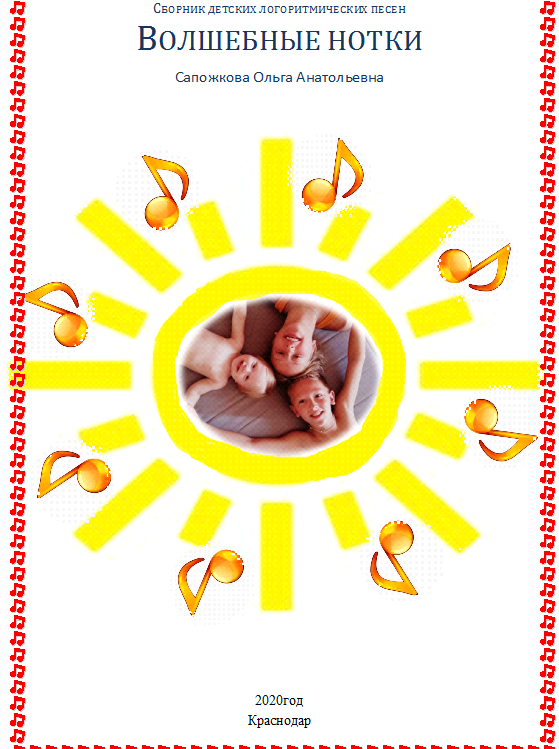 Сборник детских логоритмических песен
Волшебные нотки
Сапожкова Ольга Анатольевна
2020год
Краснодар